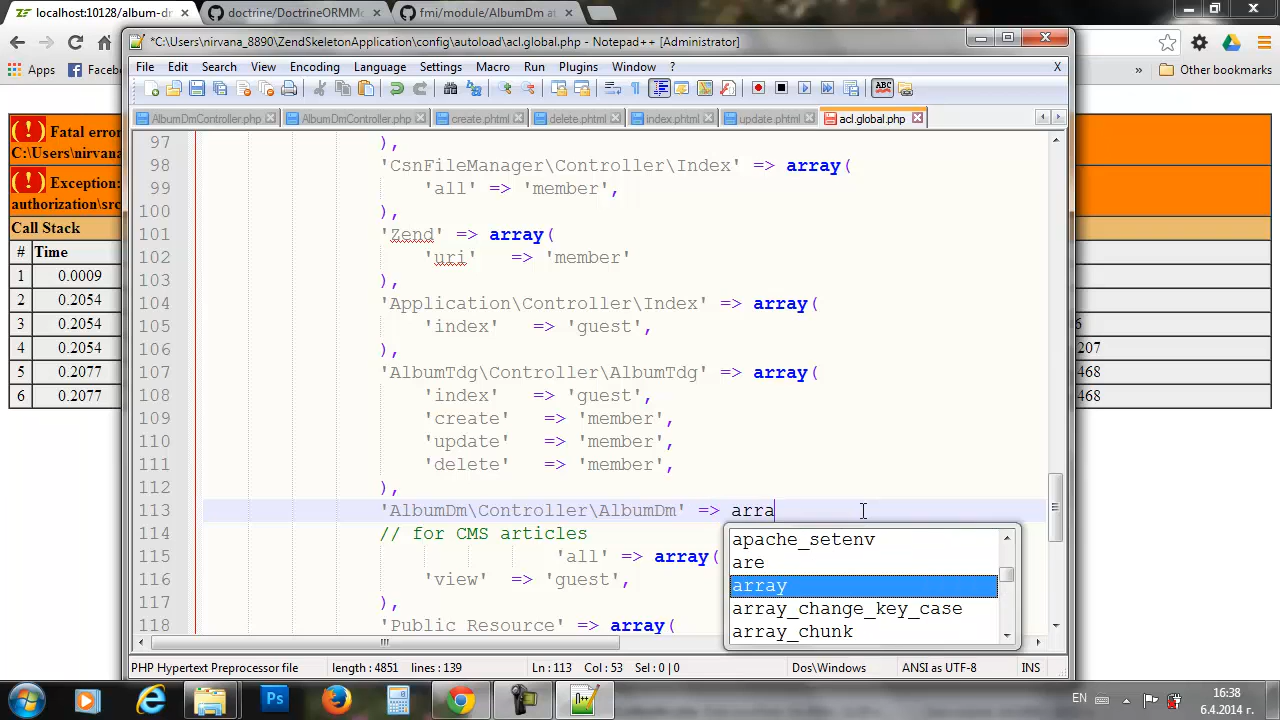 localhost:10128/album-dr
doctrine/DoctrineORMMo
fmi/module/AlbumDm at
Apps
Facebo
»
Other bookmarks
*C:\Users\nirvana_8890\ZendSkeletonApplication\config\autoload\acl.global.php - Notepad++ [Administrator]
File Edit Search View Encoding Language Settings Macro Run Plugins Window ? X
AlbumDmController.php
AlbumDmController.php
create.phtml
delete.phtml
index.phtml
update.phtml
acl.global.php
97 ),
98 'CsnFileManager\Controller\Index' => array(
99 'all' => 'member',
100 ),
101 'Zend' => array(
102 'uri' => 'member'
103 ),
104 'Application\Controller\Index' => array(
105 'index' => 'guest',
106 ),
107 'AlbumTdg\Controller\AlbumTdg' => array(
108 'index' => 'guest',
109 'create' => 'member',
110 'update' => 'member',
111 'delete' => 'member',
112 ),
113 'AlbumDm\Controller\AlbumDm' => arra
114 // for CMS articles
115 'all' => array(
116 'view' => 'guest',
117 ),
118 'Public Resource' => array(
apache_setenv
are
array
array_change_key_case
array_chunk
( ! ) Fatal error
C:\Users\nirvana
( ! ) Exception:
authorization\src
Call Stack
# Time
1 0.0009
2 0.2054
3 0.2054
4 0.2054
5 0.2077
6 0.2077
6
207
468
468
PHP Hypertext Preprocessor file
length : 4851 lines : 139
Ln : 113 Col : 53 Sel : 0 | 0
Dos\Windows
ANSI as UTF-8
INS
Ps
EN
16:38
6.4.2014 г.